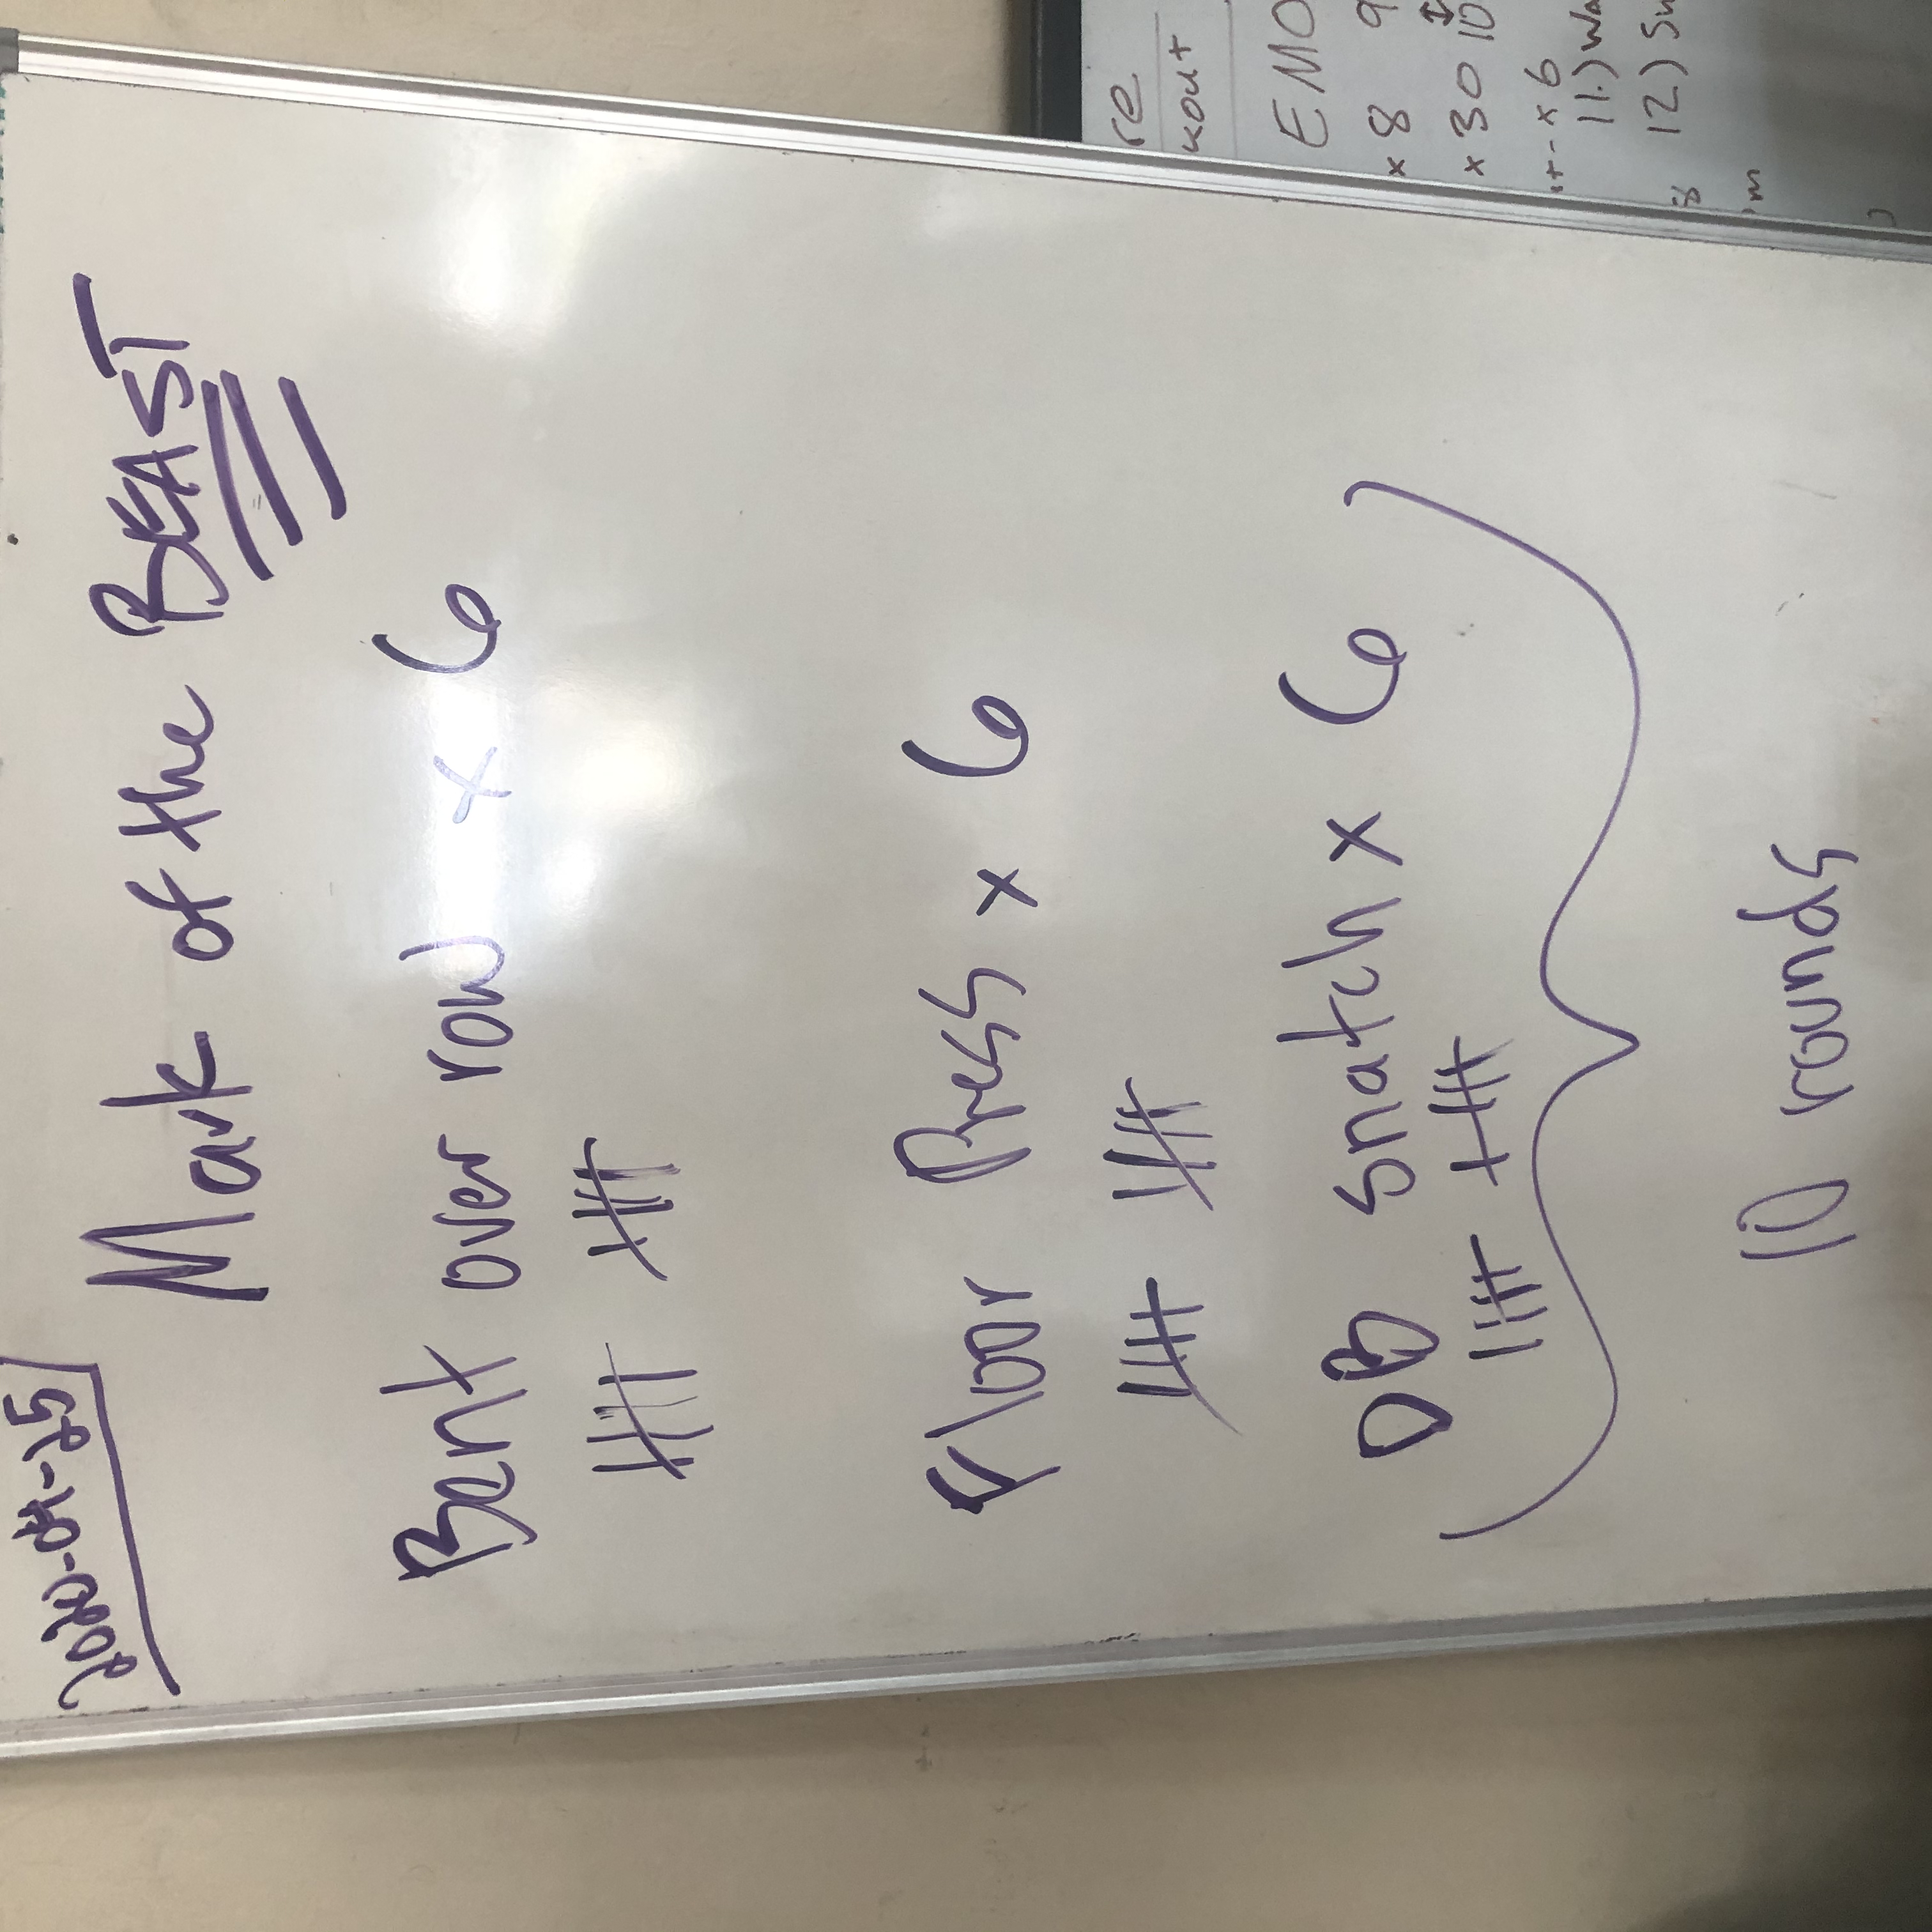 2020-04-25
Mark of the BEAST
Bent over row x 6
Floor Press x 6
DB snatch x 6
10 rounds
re
kout
EMO
x 8 9
x 30 10
x 6
11.) Wa
12) Su
8
m